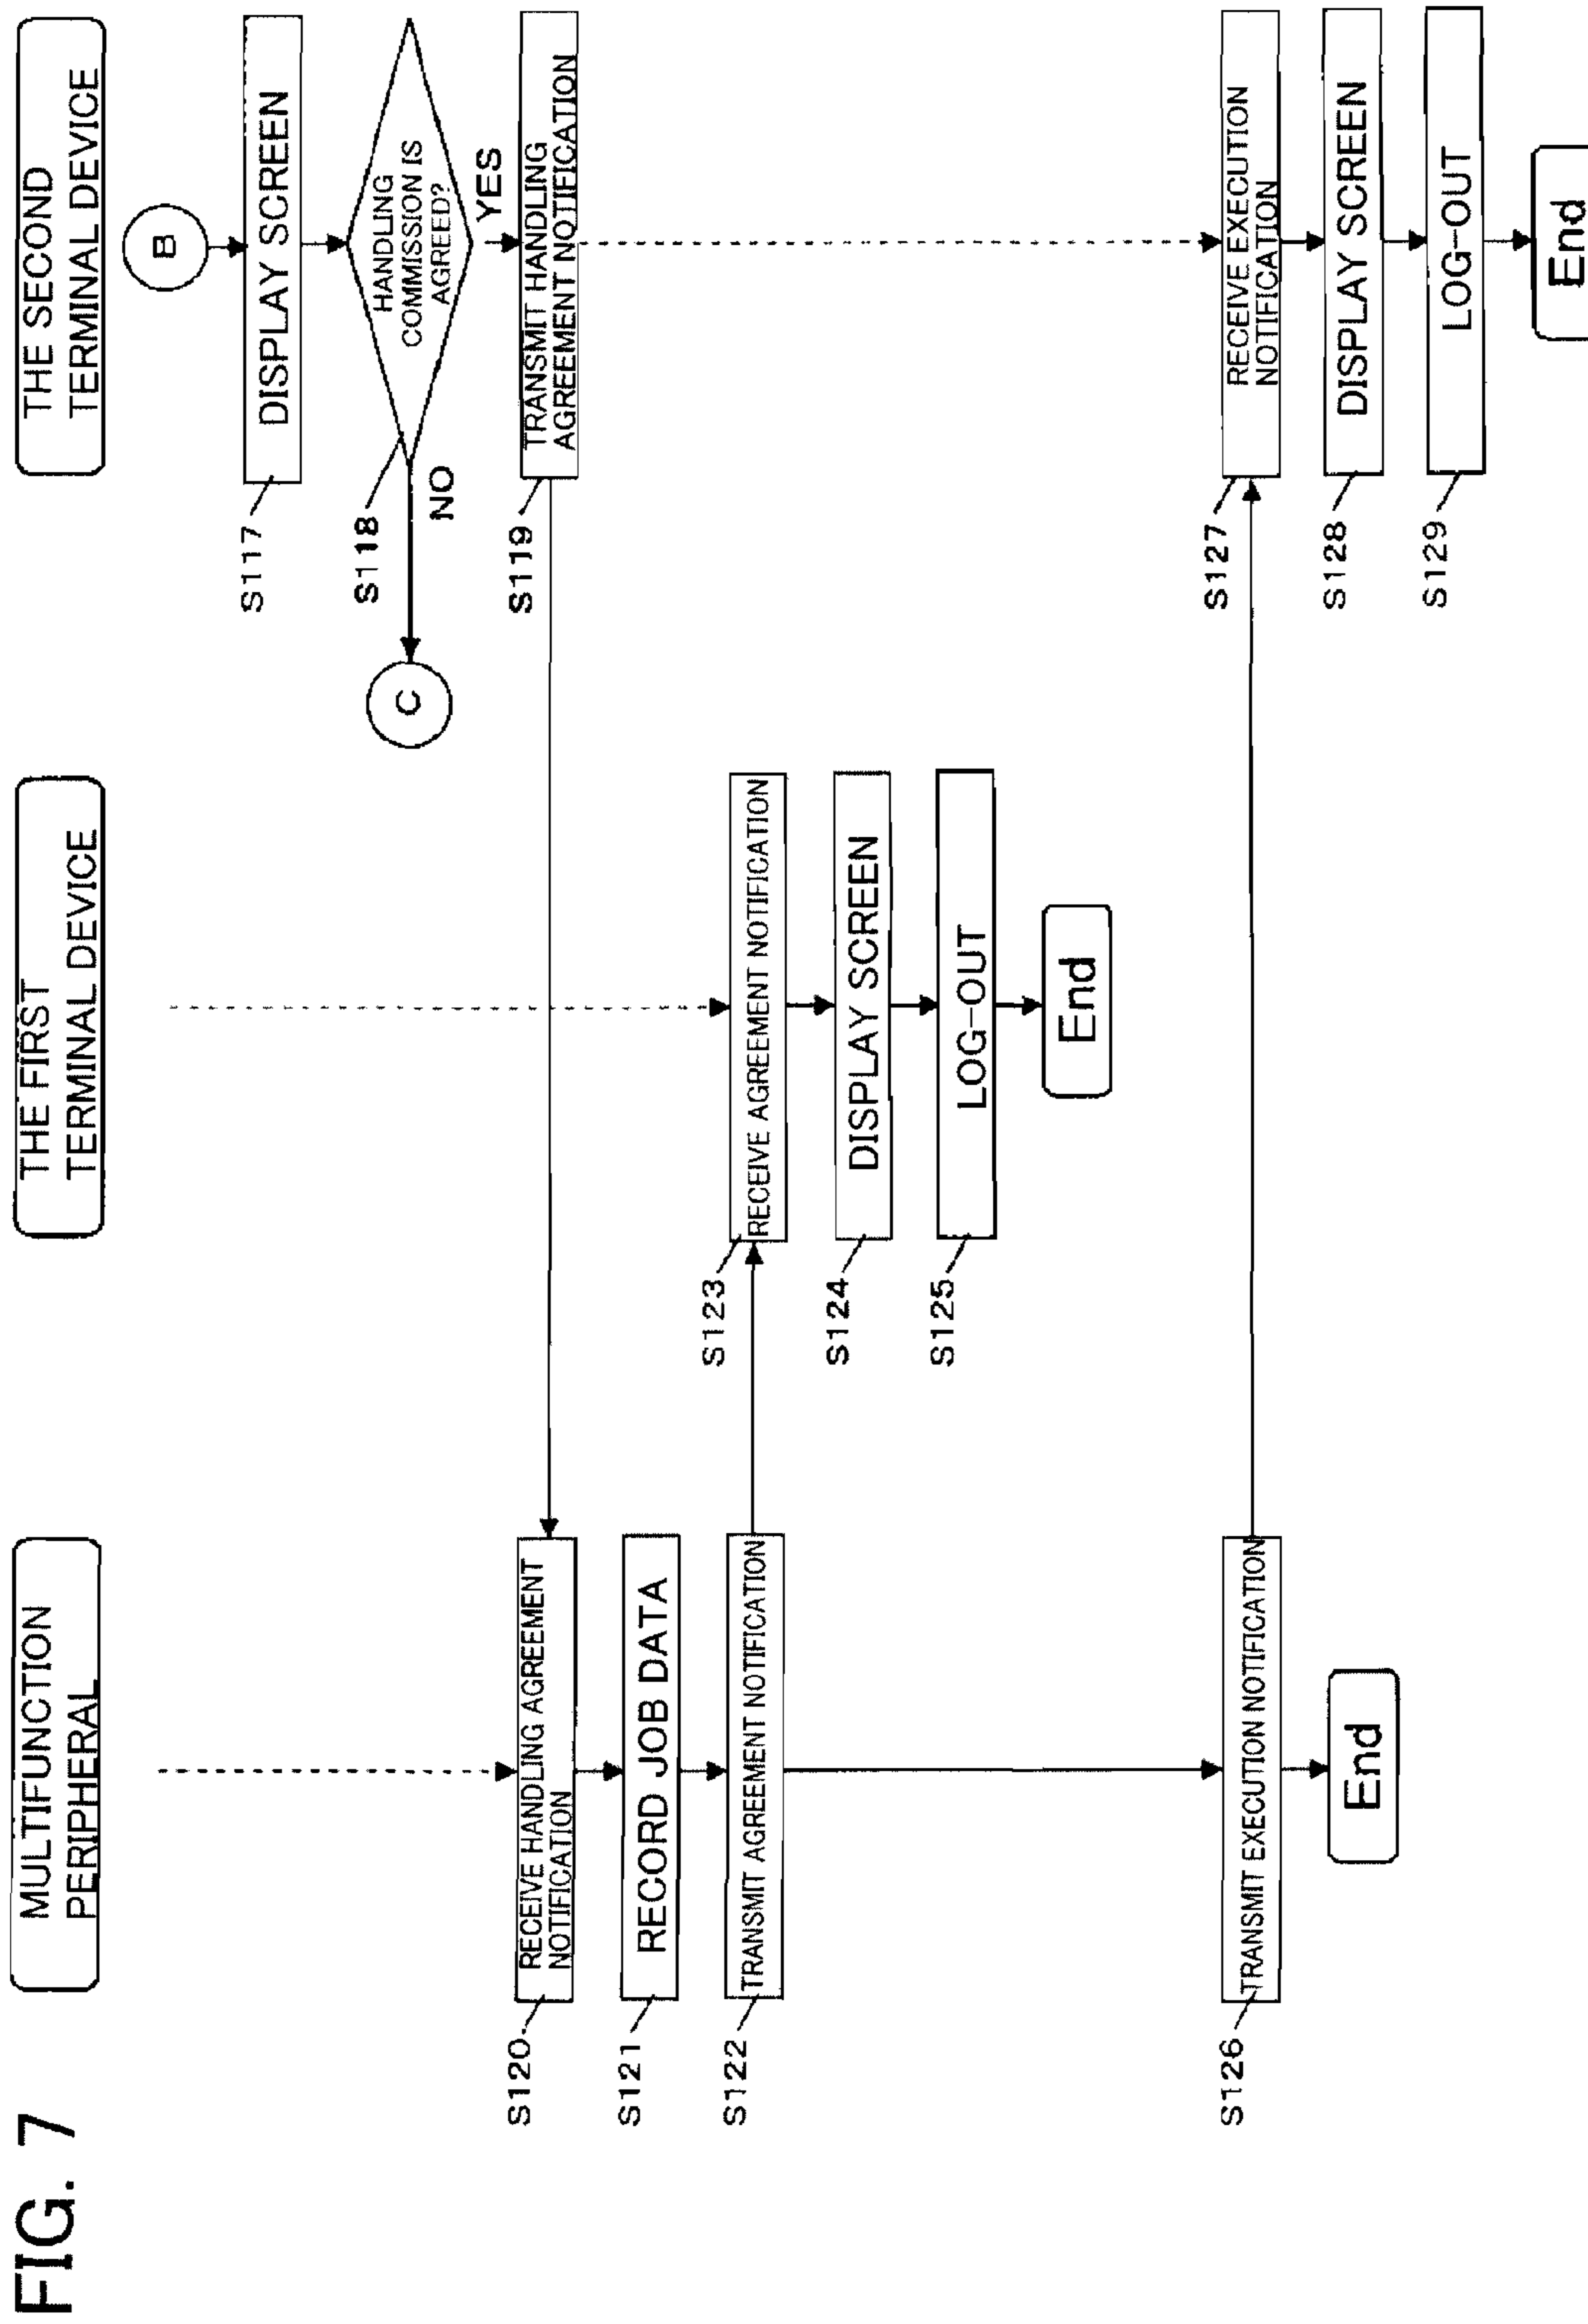 FIG. 7
MULTIFUNCTION
PERIPHERAL
THE FIRST
TERMINAL DEVICE
THE SECOND
TERMINAL DEVICE
B
S117
DISPLAY SCREEN
S118
HANDLING
COMMISSION IS
AGREED?
NO
YES
C
S119
TRANSMIT HANDLING
AGREEMENT NOTIFICATION
S120
RECEIVE HANDLING AGREEMENT
NOTIFICATION
S121
RECORD JOB DATA
S122
TRANSMIT AGREEMENT NOTIFICATION
S123
RECEIVE AGREEMENT NOTIFICATION
S124
DISPLAY SCREEN
S125
LOG-OUT
End
S126
TRANSMIT EXECUTION NOTIFICATION
End
S127
RECEIVE EXECUTION
NOTIFICATION
S128
DISPLAY SCREEN
S129
LOG-OUT
End